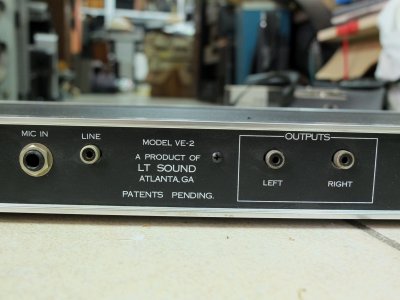 MIC IN
LINE
MODEL VE-2
A PRODUCT OF
LT SOUND
ATLANTA,GA
PATENTS PENDING.
OUTPUTS
LEFT
RIGHT